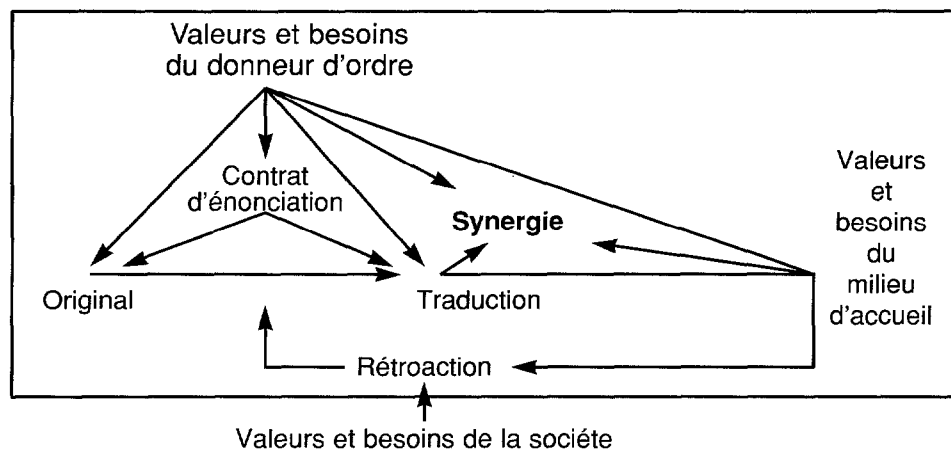 Valeurs et besoins
du donneur d'ordre
Contrat
d'énonciation
Synergie
Valeurs
et
besoins
du
milieu
d'accueil
Original
Traduction
Rétroaction
Valeurs et besoins de la sociéte